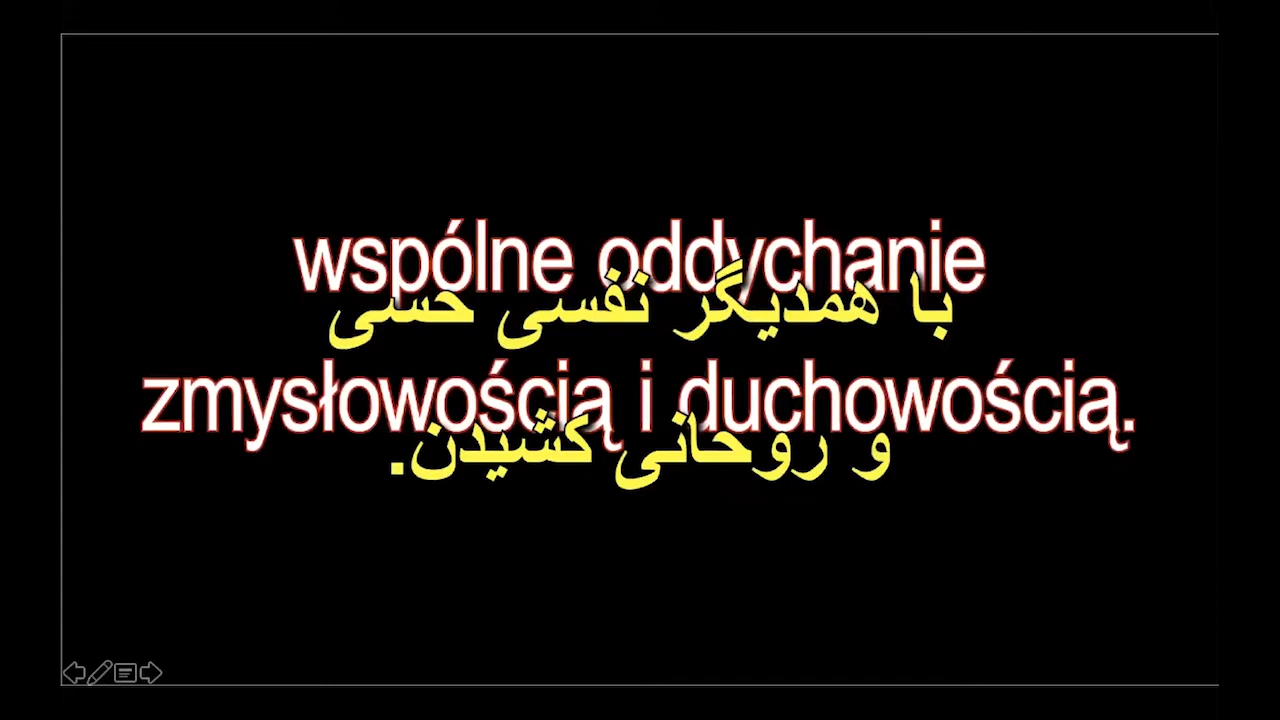 wspólne oddychanie
با همدیگر نفسی حسی
zmysłowością i duchowością.
و روحانی کشیدن.